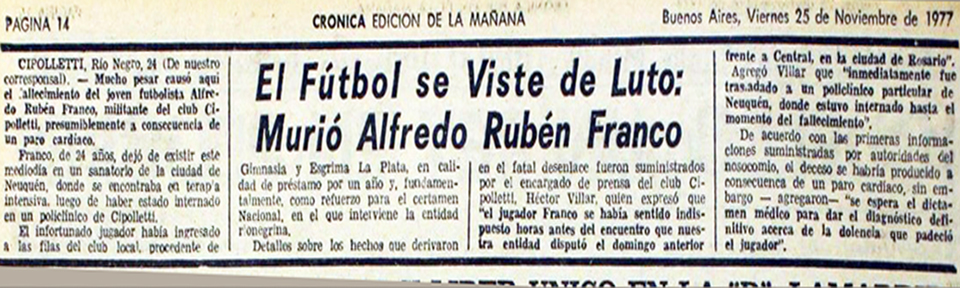 PAGINA 14
CRONICA EDICION DE LA MAÑANA
Buenos Aires, Viernes 25 de Noviembre de 1977
El Fútbol se Viste de Luto:
Murió Alfredo Rubén Franco
CIPOLLETTI, Río Negro, 24 (De nuestro
corresponsal). — Mucho pesar causó aquí
el fallecimiento del joven futbolista Alfre-
do Rubén Franco, militante del club Ci-
polletti, presumiblemente a consecuencia de
un paro cardíaco.
Franco, de 24 años, dejó de existir este
mediodía en un sanatorio de la ciudad de
Neuquén, donde se encontraba en terapia
intensiva, luego de haber estado internado
en un policlínico de Cipolletti.
El infortunado jugador había ingresado
a las filas del club local, procedente de
Gimnasia y Esgrima La Plata, en cali-
dad de préstamo por un año y, fundamen-
talmente, como refuerzo para el certamen
Nacional, en el que interviene la entidad
rionegrina.
Detalles sobre los hechos que derivaron
en el fatal desenlace fueron suministrados
por el encargado de prensa del club Ci-
polletti, Héctor Villar, quien expresó que
"el jugador Franco se había sentido indis-
puesto horas antes del encuentro que nues-
tra entidad disputó el domingo anterior
frente a Central, en la ciudad de Rosario".
Agregó Villar que "inmediatamente fue
trasladado a un policlínico particular de
Neuquén, donde estuvo internado hasta el
momento del fallecimiento".
De acuerdo con las primeras informa-
ciones suministradas por autoridades del
nosocomio, el deceso se habría producido a
consecuencia de un paro cardíaco, sin em-
bargo — agregaron— "se espera el dicta-
men médico para dar el diagnóstico defi-
nitivo acerca de la dolencia que padeció
el jugador".